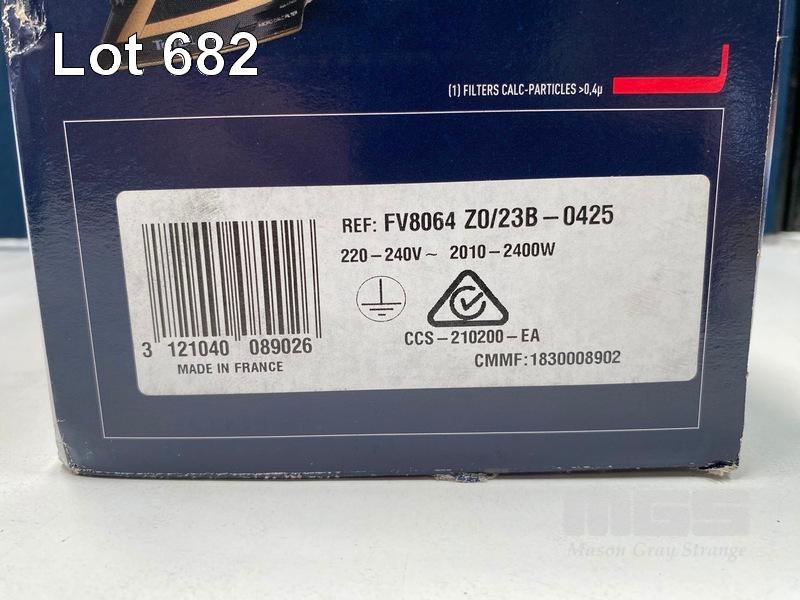 Lot 682
(1) FILTERS CALC-PARTICLES >0,4µ
REF: FV8064 Z0/23B – 0425
220 – 240V ~ 2010 – 2400W
CCS – 210200 – EA
CMMF:1830008902
3 121040 089026
MADE IN FRANCE
MGS
Mason Gray Strange